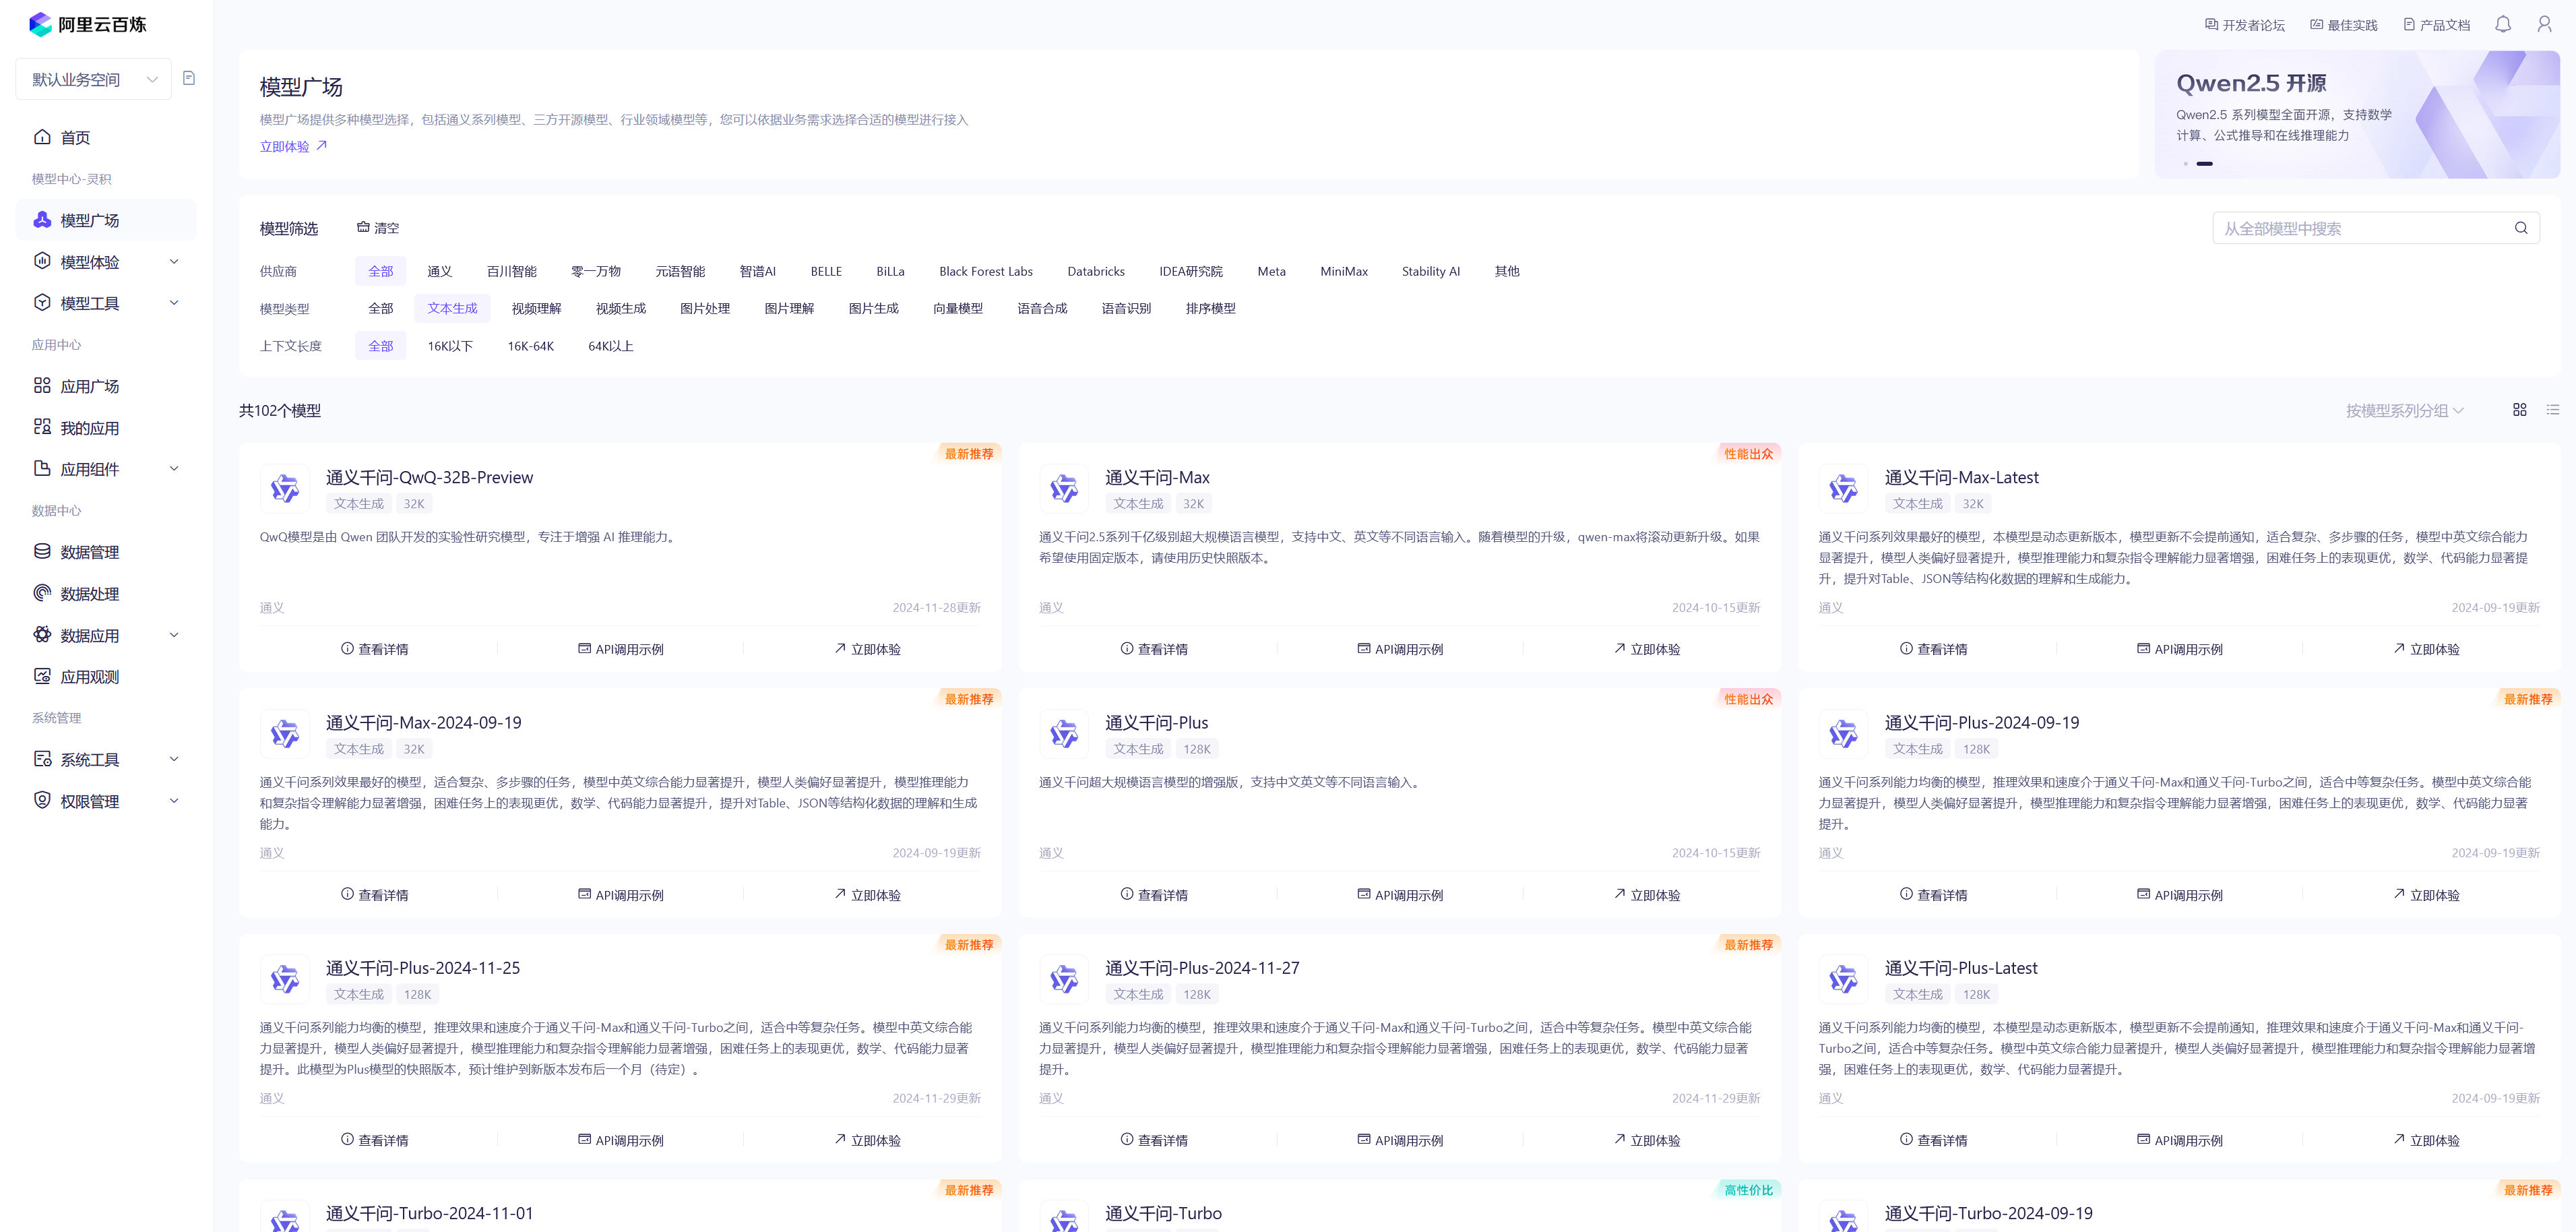 阿里云百炼
开发者论坛 最佳实践 产品文档
默认业务空间
首页
模型中心-灵积
模型广场
模型体验
模型工具
应用中心
应用广场
我的应用
应用组件
数据中心
数据管理
数据处理
数据应用
应用观测
系统管理
系统工具
权限管理
模型广场
模型广场提供多种模型选择，包括通义系列模型、三方开源模型、行业领域模型等，您可以依据业务需求选择合适的模型进行接入
立即体验
Qwen2.5 开源
Qwen2.5 系列模型全面开源，支持数学
计算、公式推导和在线推理能力
模型筛选 清空
从全部模型中搜索
供应商 全部 通义 百川智能 零一万物 元语智能 智谱AI BELLE BiLLa Black Forest Labs Databricks IDEA研究院 Meta MiniMax Stability AI 其他
模型类型 全部 文本生成 视频理解 视频生成 图片处理 图片理解 图片生成 向量模型 语音合成 语音识别 排序模型
上下文长度 全部 16K以下 16K-64K 64K以上
共102个模型
按模型系列分组
最新推荐
通义千问-QwQ-32B-Preview
文本生成 32K
QwQ模型是由 Qwen 团队开发的实验性研究模型，专注于增强 AI 推理能力。
通义 2024-11-28更新
查看详情 API调用示例 立即体验
性能出众
通义千问-Max
文本生成 32K
通义千问2.5系列千亿级别超大规模语言模型，支持中文、英文等不同语言输入。随着模型的升级，qwen-max将滚动更新升级。如果
希望使用固定版本，请使用历史快照版本。
通义 2024-10-15更新
查看详情 API调用示例 立即体验
通义千问-Max-Latest
文本生成 32K
通义千问系列效果最好的模型，本模型是动态更新版本，模型更新不会提前通知，适合复杂、多步骤的任务，模型中英文综合能力
显著提升，模型人类偏好显著提升，模型推理能力和复杂指令理解能力显著增强，困难任务上的表现更优，数学、代码能力显著提
升，提升对Table、JSON等结构化数据的理解和生成能力。
通义 2024-09-19更新
查看详情 API调用示例 立即体验
最新推荐
通义千问-Max-2024-09-19
文本生成 32K
通义千问系列效果最好的模型，适合复杂、多步骤的任务，模型中英文综合能力显著提升，模型人类偏好显著提升，模型推理能力
和复杂指令理解能力显著增强，困难任务上的表现更优，数学、代码能力显著提升，提升对Table、JSON等结构化数据的理解和生成
能力。
通义 2024-09-19更新
查看详情 API调用示例 立即体验
性能出众
通义千问-Plus
文本生成 128K
通义千问超大规模语言模型的增强版，支持中文英文等不同语言输入。
通义 2024-10-15更新
查看详情 API调用示例 立即体验
最新推荐
通义千问-Plus-2024-09-19
文本生成 128K
通义千问系列能力均衡的模型，推理效果和速度介于通义千问-Max和通义千问-Turbo之间，适合中等复杂任务。模型中英文综合能
力显著提升，模型人类偏好显著提升，模型推理能力和复杂指令理解能力显著增强，困难任务上的表现更优，数学、代码能力显著
提升。
通义 2024-09-19更新
查看详情 API调用示例 立即体验
最新推荐
通义千问-Plus-2024-11-25
文本生成 128K
通义千问系列能力均衡的模型，推理效果和速度介于通义千问-Max和通义千问-Turbo之间，适合中等复杂任务。模型中英文综合能
力显著提升，模型人类偏好显著提升，模型推理能力和复杂指令理解能力显著增强，困难任务上的表现更优，数学、代码能力显著
提升。此模型为Plus模型的快照版本，预计维护到新版本发布后一个月（待定）。
通义 2024-11-29更新
查看详情 API调用示例 立即体验
最新推荐
通义千问-Plus-2024-11-27
文本生成 128K
通义千问系列能力均衡的模型，推理效果和速度介于通义千问-Max和通义千问-Turbo之间，适合中等复杂任务。模型中英文综合能
力显著提升，模型人类偏好显著提升，模型推理能力和复杂指令理解能力显著增强，困难任务上的表现更优，数学、代码能力显著
提升。
通义 2024-11-29更新
查看详情 API调用示例 立即体验
通义千问-Plus-Latest
文本生成 128K
通义千问系列能力均衡的模型，本模型是动态更新版本，模型更新不会提前通知，推理效果和速度介于通义千问-Max和通义千问-
Turbo之间，适合中等复杂任务。模型中英文综合能力显著提升，模型人类偏好显著提升，模型推理能力和复杂指令理解能力显著增
强，困难任务上的表现更优，数学、代码能力显著提升。
通义 2024-09-19更新
查看详情 API调用示例 立即体验
最新推荐
通义千问-Turbo-2024-11-01
高性价比
通义千问-Turbo
最新推荐
通义千问-Turbo-2024-09-19